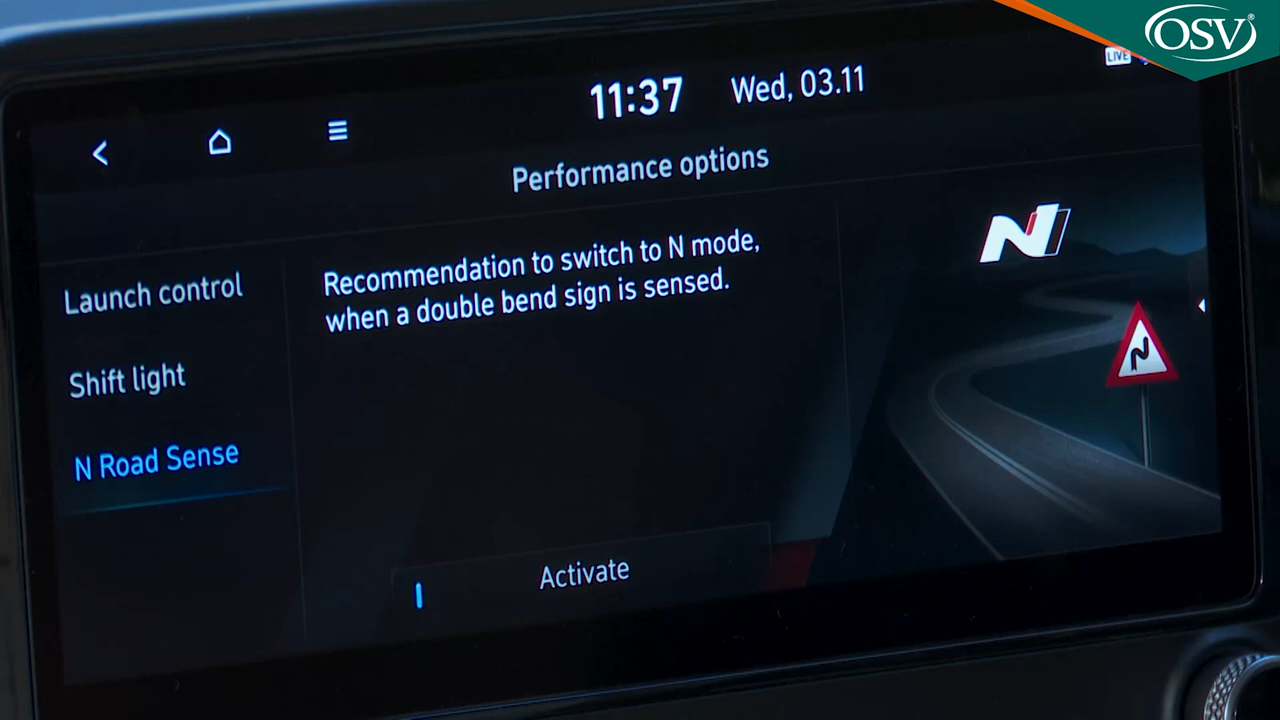 OSV®
LIVE
11:37 Wed, 03.11
Performance options
Launch control
Shift light
N Road Sense
Recommendation to switch to N mode,
when a double bend sign is sensed.
N
Activate